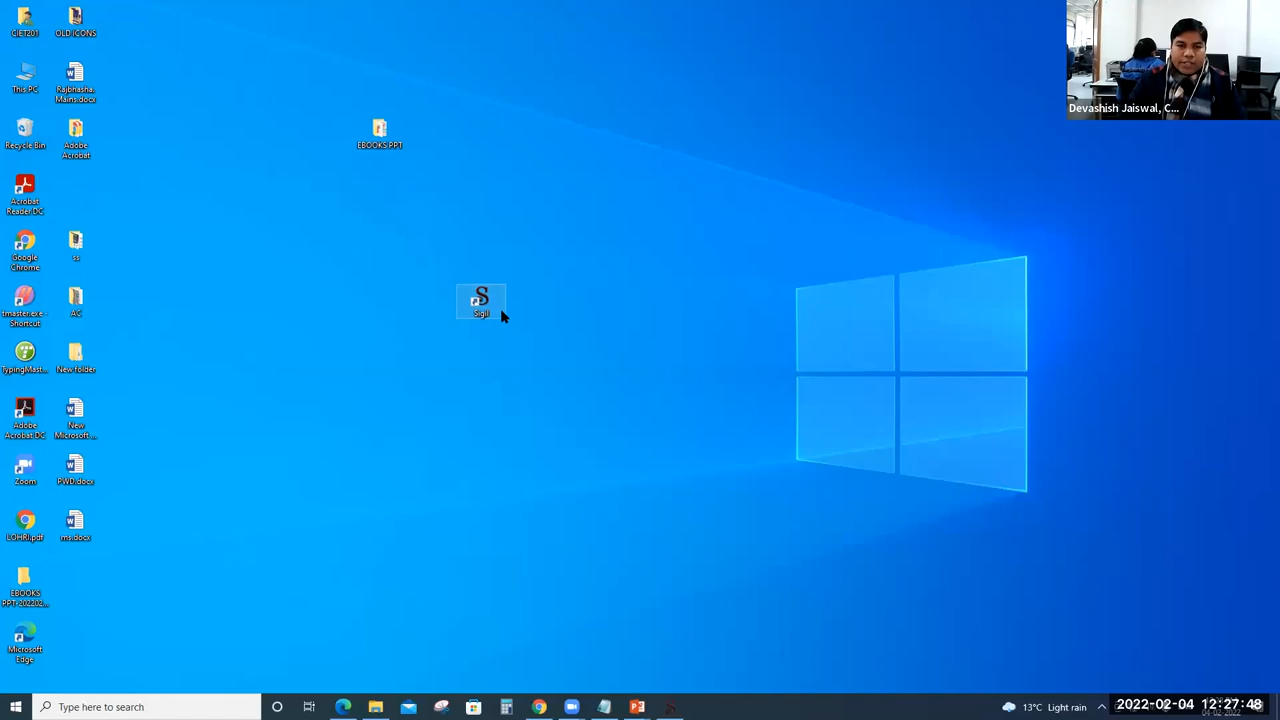 CIET201
OLD ICONS
This PC
Rajbhasha.
Mains.docx
Recycle Bin
Adobe
Acrobat
EBOOKS PPT
Acrobat
Reader DC
Google
Chrome
ss
tmaster.exe -
Shortcut
AC
Sigil
TypingMast...
New folder
Adobe
Acrobat DC
New
Microsoft...
Zoom
PWD.docx
LOHRI.pdf
ms.docx
EBOOKS
PPT-202202...
Microsoft
Edge
Devashish Jaiswal, C...
Type here to search
13°C Light rain
2022-02-04 12:27:48